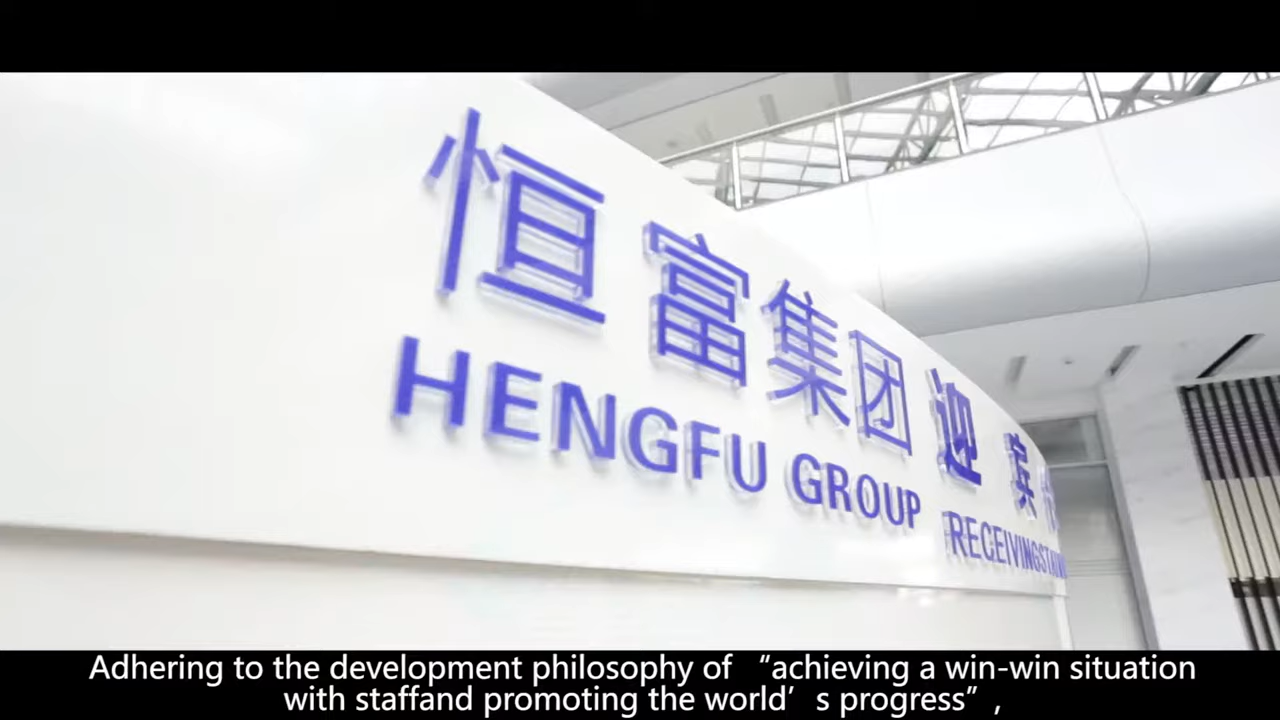 恒富集团 迎宾
HENGFU GROUP
Adhering to the development philosophy of “achieving a win-win situation
with staffand promoting the world’s progress”,